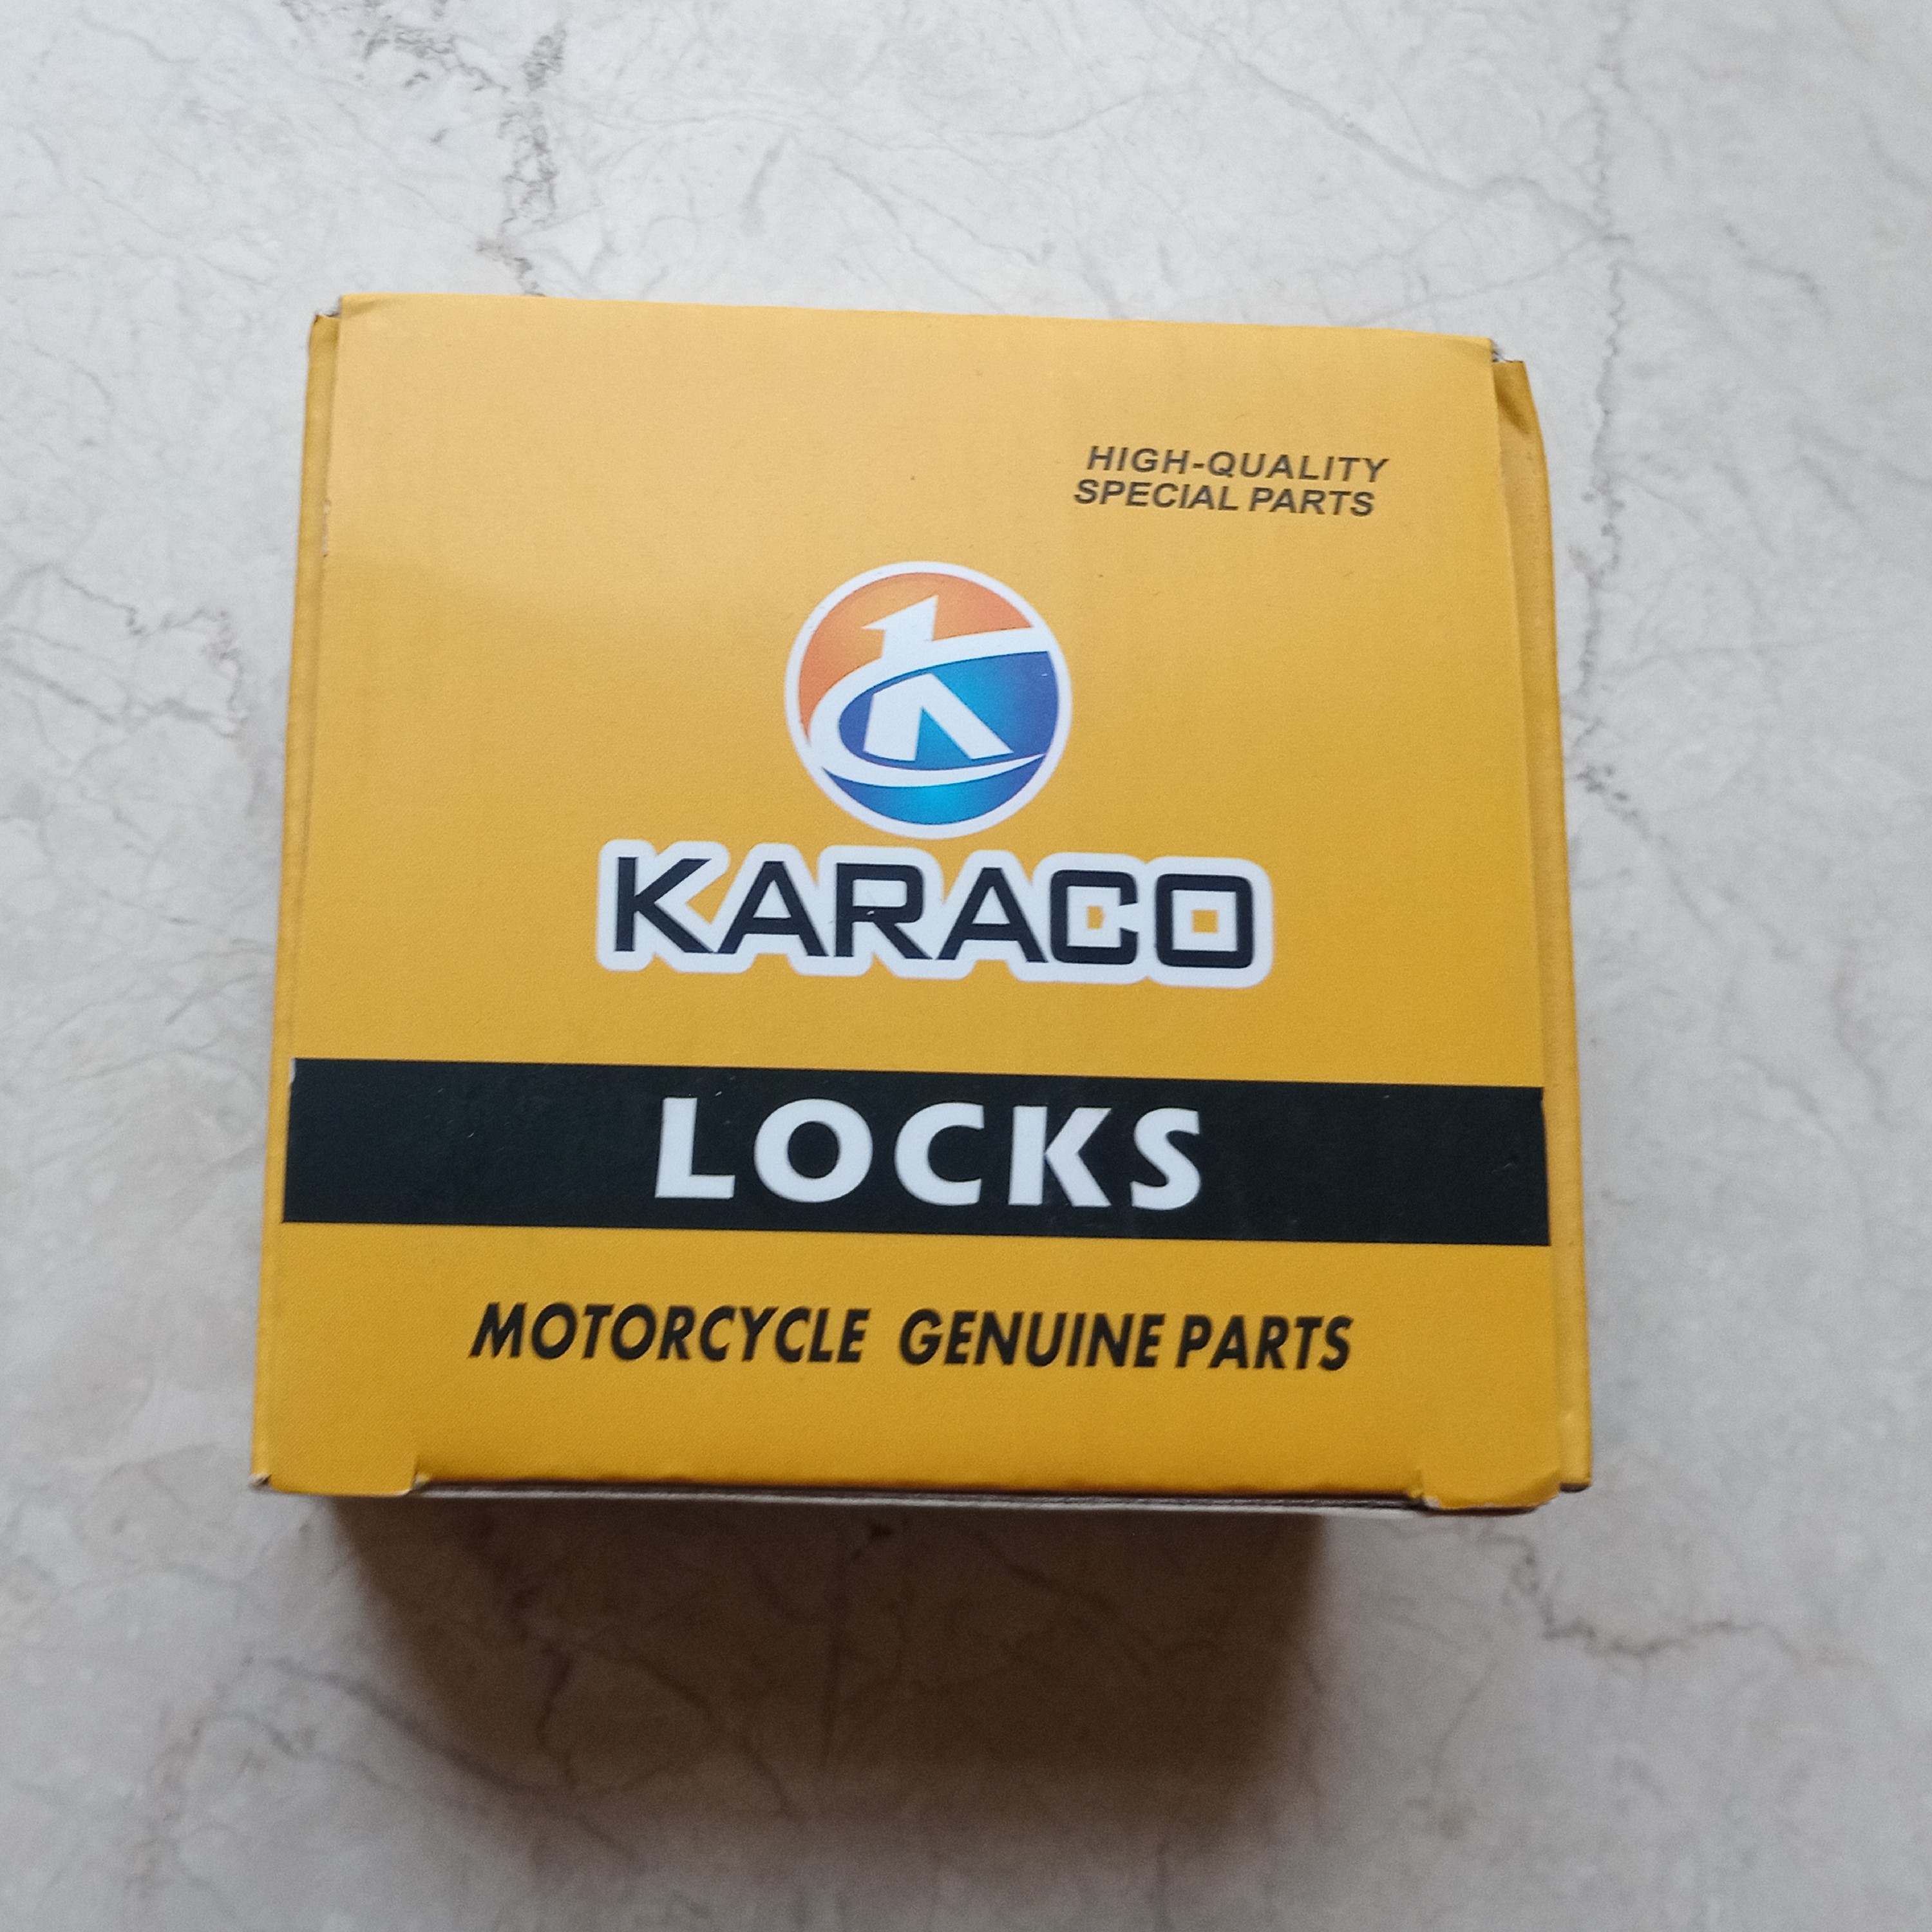 HIGH-QUALITY
SPECIAL PARTS
KARACO
LOCKS
MOTORCYCLE GENUINE PARTS